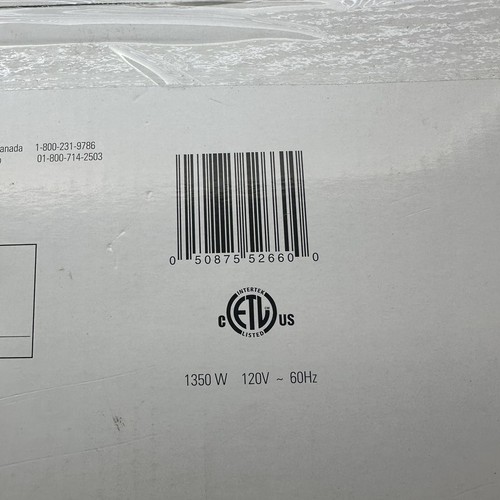 anada 1-800-231-9786
o 01-800-714-2503
0 50875 52660 0
INTERTEK
C ETL US
LISTED
1350 W 120V ~ 60Hz